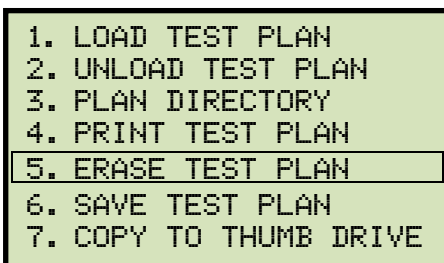 1. LOAD TEST PLAN
2. UNLOAD TEST PLAN
3. PLAN DIRECTORY
4. PRINT TEST PLAN
5. ERASE TEST PLAN
6. SAVE TEST PLAN
7. COPY TO THUMB DRIVE